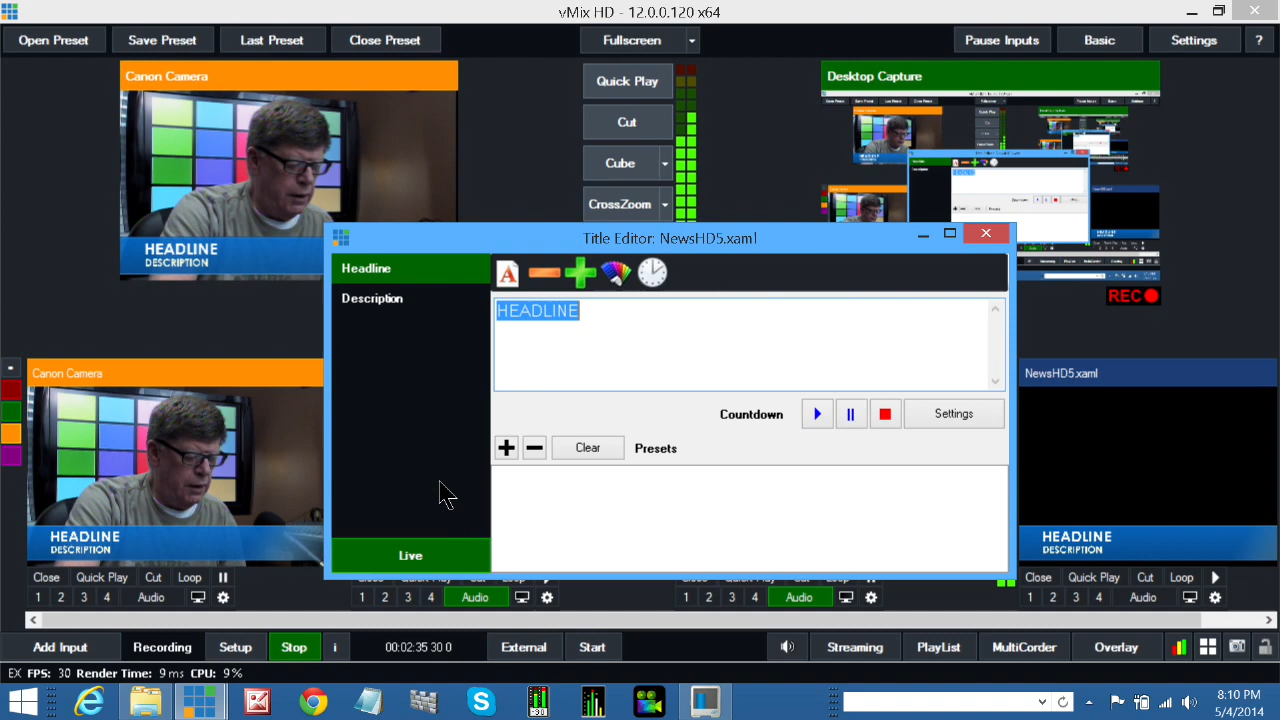 vMix HD - 12.0.0.120 x64
Open Preset Save Preset Last Preset Close Preset Fullscreen Pause Inputs Basic Settings ?
Canon Camera
HEADLINE
DESCRIPTION
Quick Play
Cut
Cube
CrossZoom
Desktop Capture
REC
Title Editor: NewsHD5.xaml
Headline
Description
Live
A
HEADLINE
Countdown Settings
Clear Presets
Canon Camera
HEADLINE
DESCRIPTION
NewsHD5.xaml
HEADLINE
DESCRIPTION
Close Quick Play Cut Loop
1 2 3 4 Audio
1 2 3 4 Audio
1 2 3 4 Audio
Close Quick Play Cut Loop
1 2 3 4 Audio
Add Input Recording Setup Stop i 00:02:35 30 0 External Start Streaming PlayList MultiCorder Overlay
EX FPS: 30 Render Time: 9 ms CPU: 9 %
8:10 PM
5/4/2014